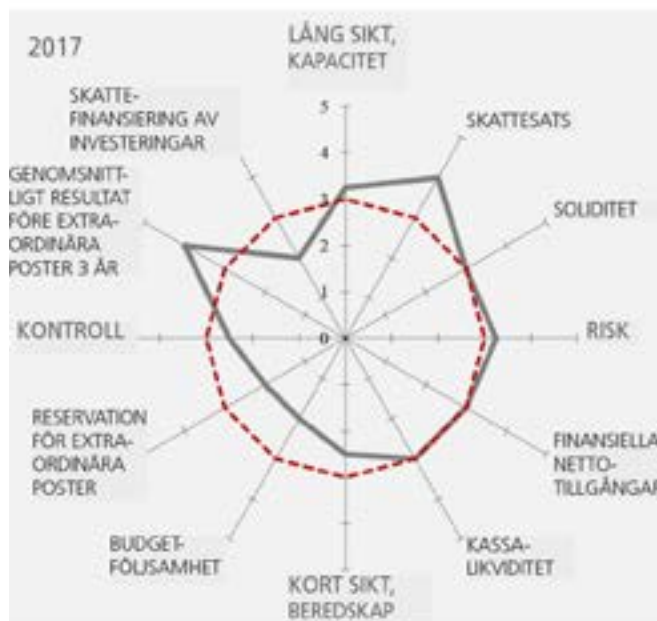 2017
LÅNG SIKT,
KAPACITET
SKATTE-
FINANSIERING AV
INVESTERINGAR
SKATTESATS
GENOMSNITT-
LIGT RESULTAT
FÖRE EXTRA-
ORDINÄRA
POSTER 3 ÅR
SOLIDITET
5
4
3
2
1
0
KONTROLL
RISK
RESERVATION
FÖR EXTRA-
ORDINÄRA
POSTER
FINANSIELLA
NETTO-
TILLGÅNGAR
BUDGET-
FÖLJSAMHET
KASSA-
LIKVIDITET
KORT SIKT,
BEREDSKAP